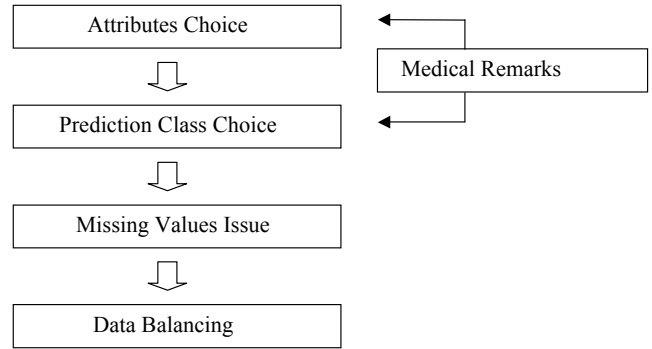 Attributes Choice
Medical Remarks
Prediction Class Choice
Missing Values Issue
Data Balancing